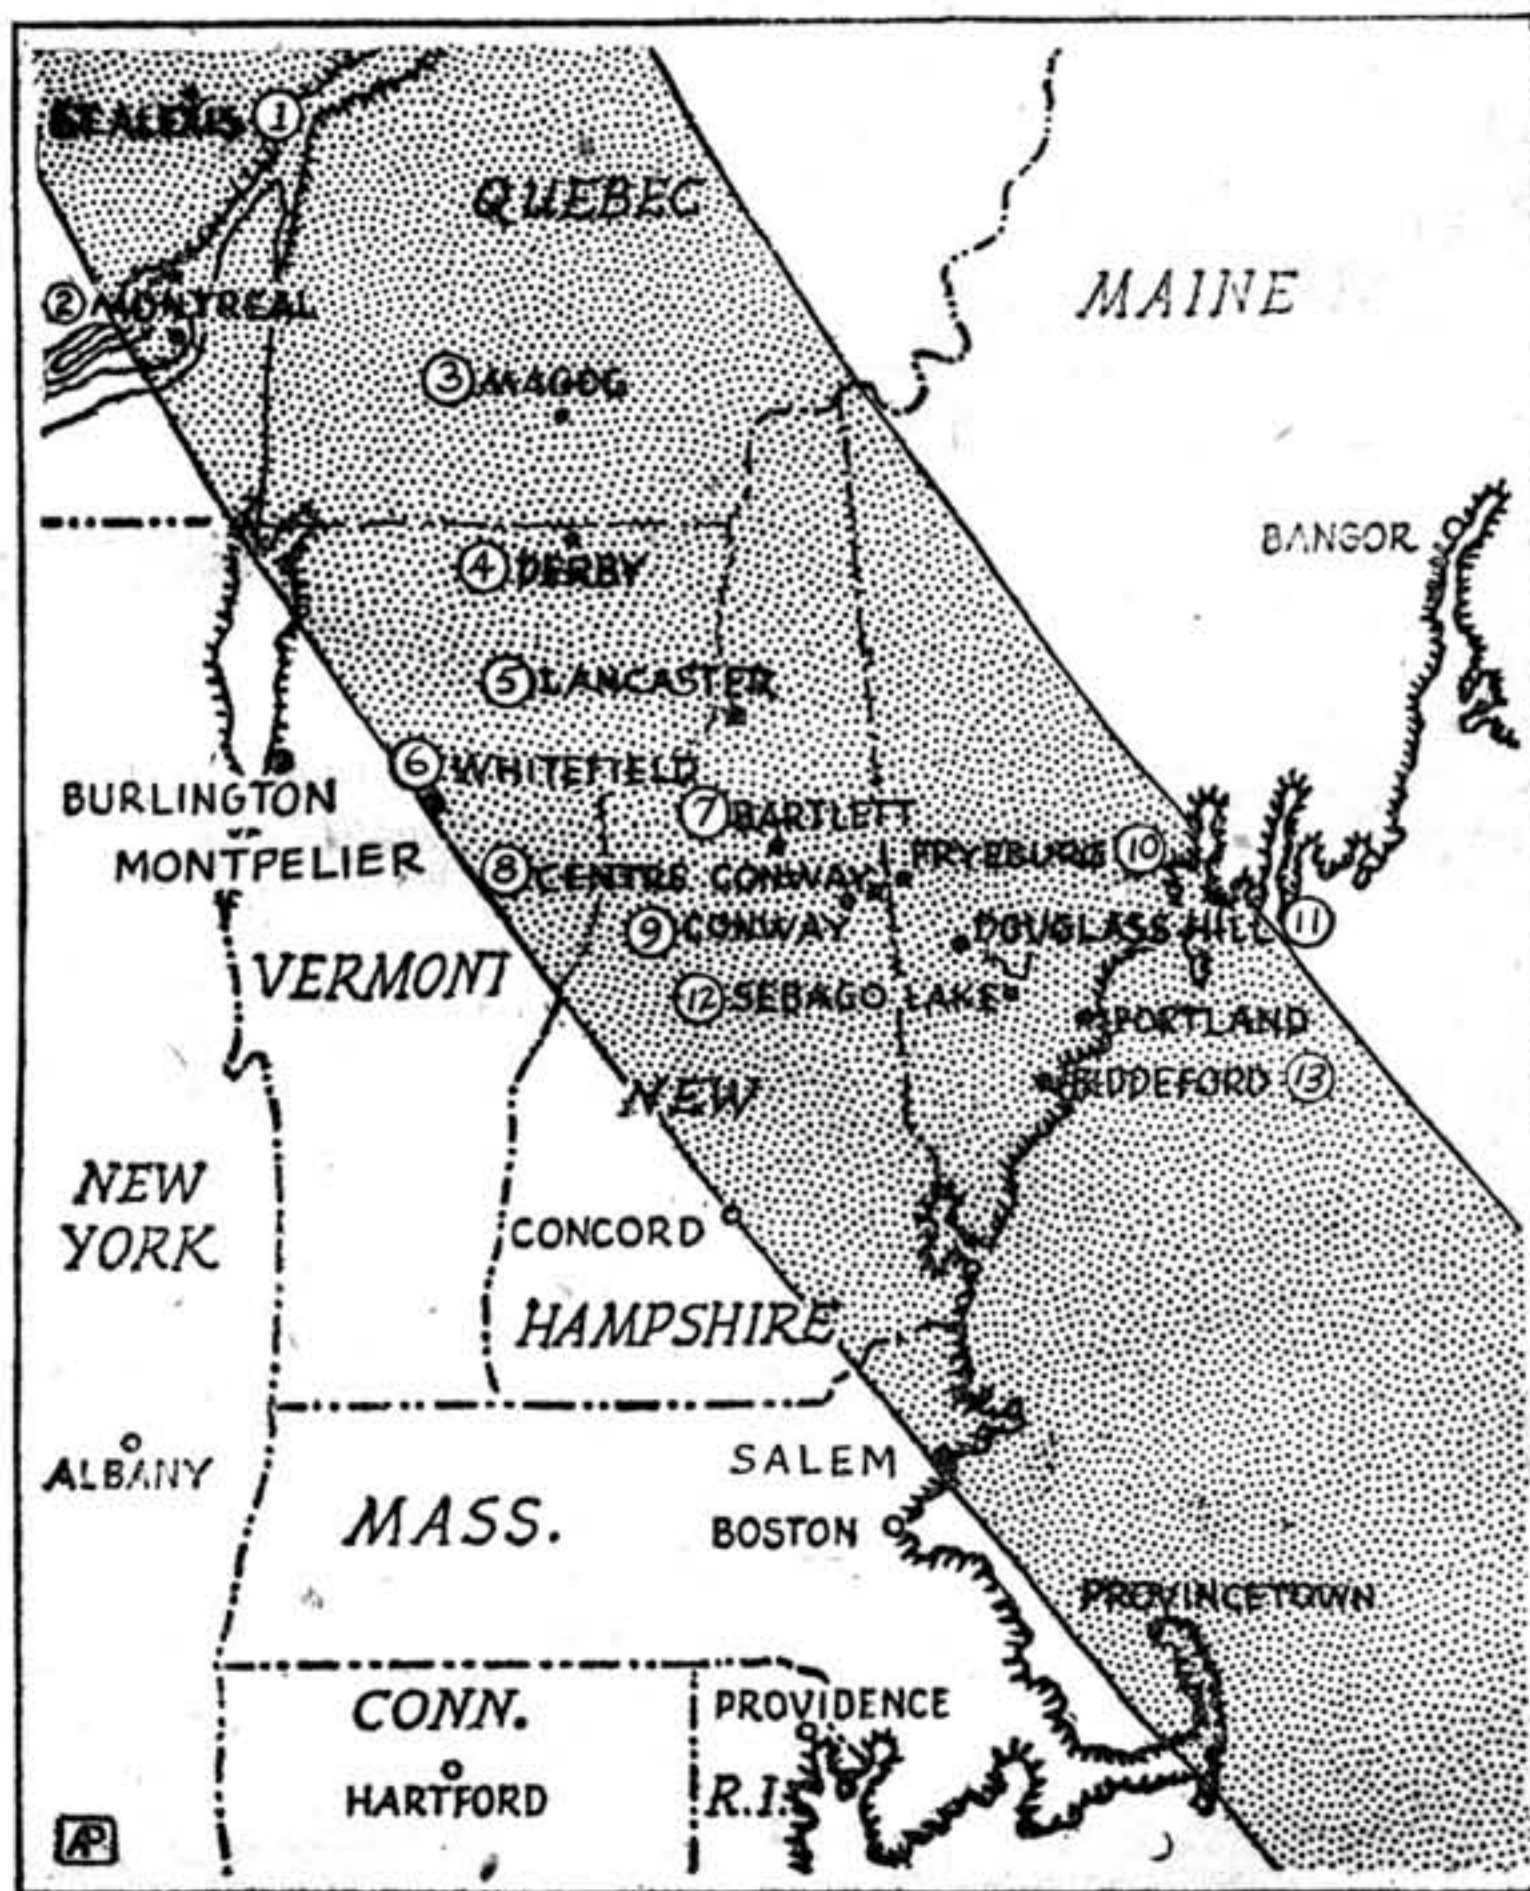 ST. ALEXIS 1
QUEBEC
MAINE
2 MONTREAL
3 MAGOG
BANGOR
4 DERBY
5 LANCASTER
6 WHITEFIELD
BURLINGTON
7 BARTLETT
MONTPELIER
FRYEBURG 10
8 CENTRE CONWAY
9 CONWAY
DOUGLASS HILL 11
VERMONT
12 SEBAGO LAKE
PORTLAND
BIDDEFORD 13
NEW
NEW
YORK
CONCORD
HAMPSHIRE
ALBANY
SALEM
MASS.
BOSTON
PROVINCETOWN
CONN.
PROVIDENCE
HARTFORD
R.I.
AP